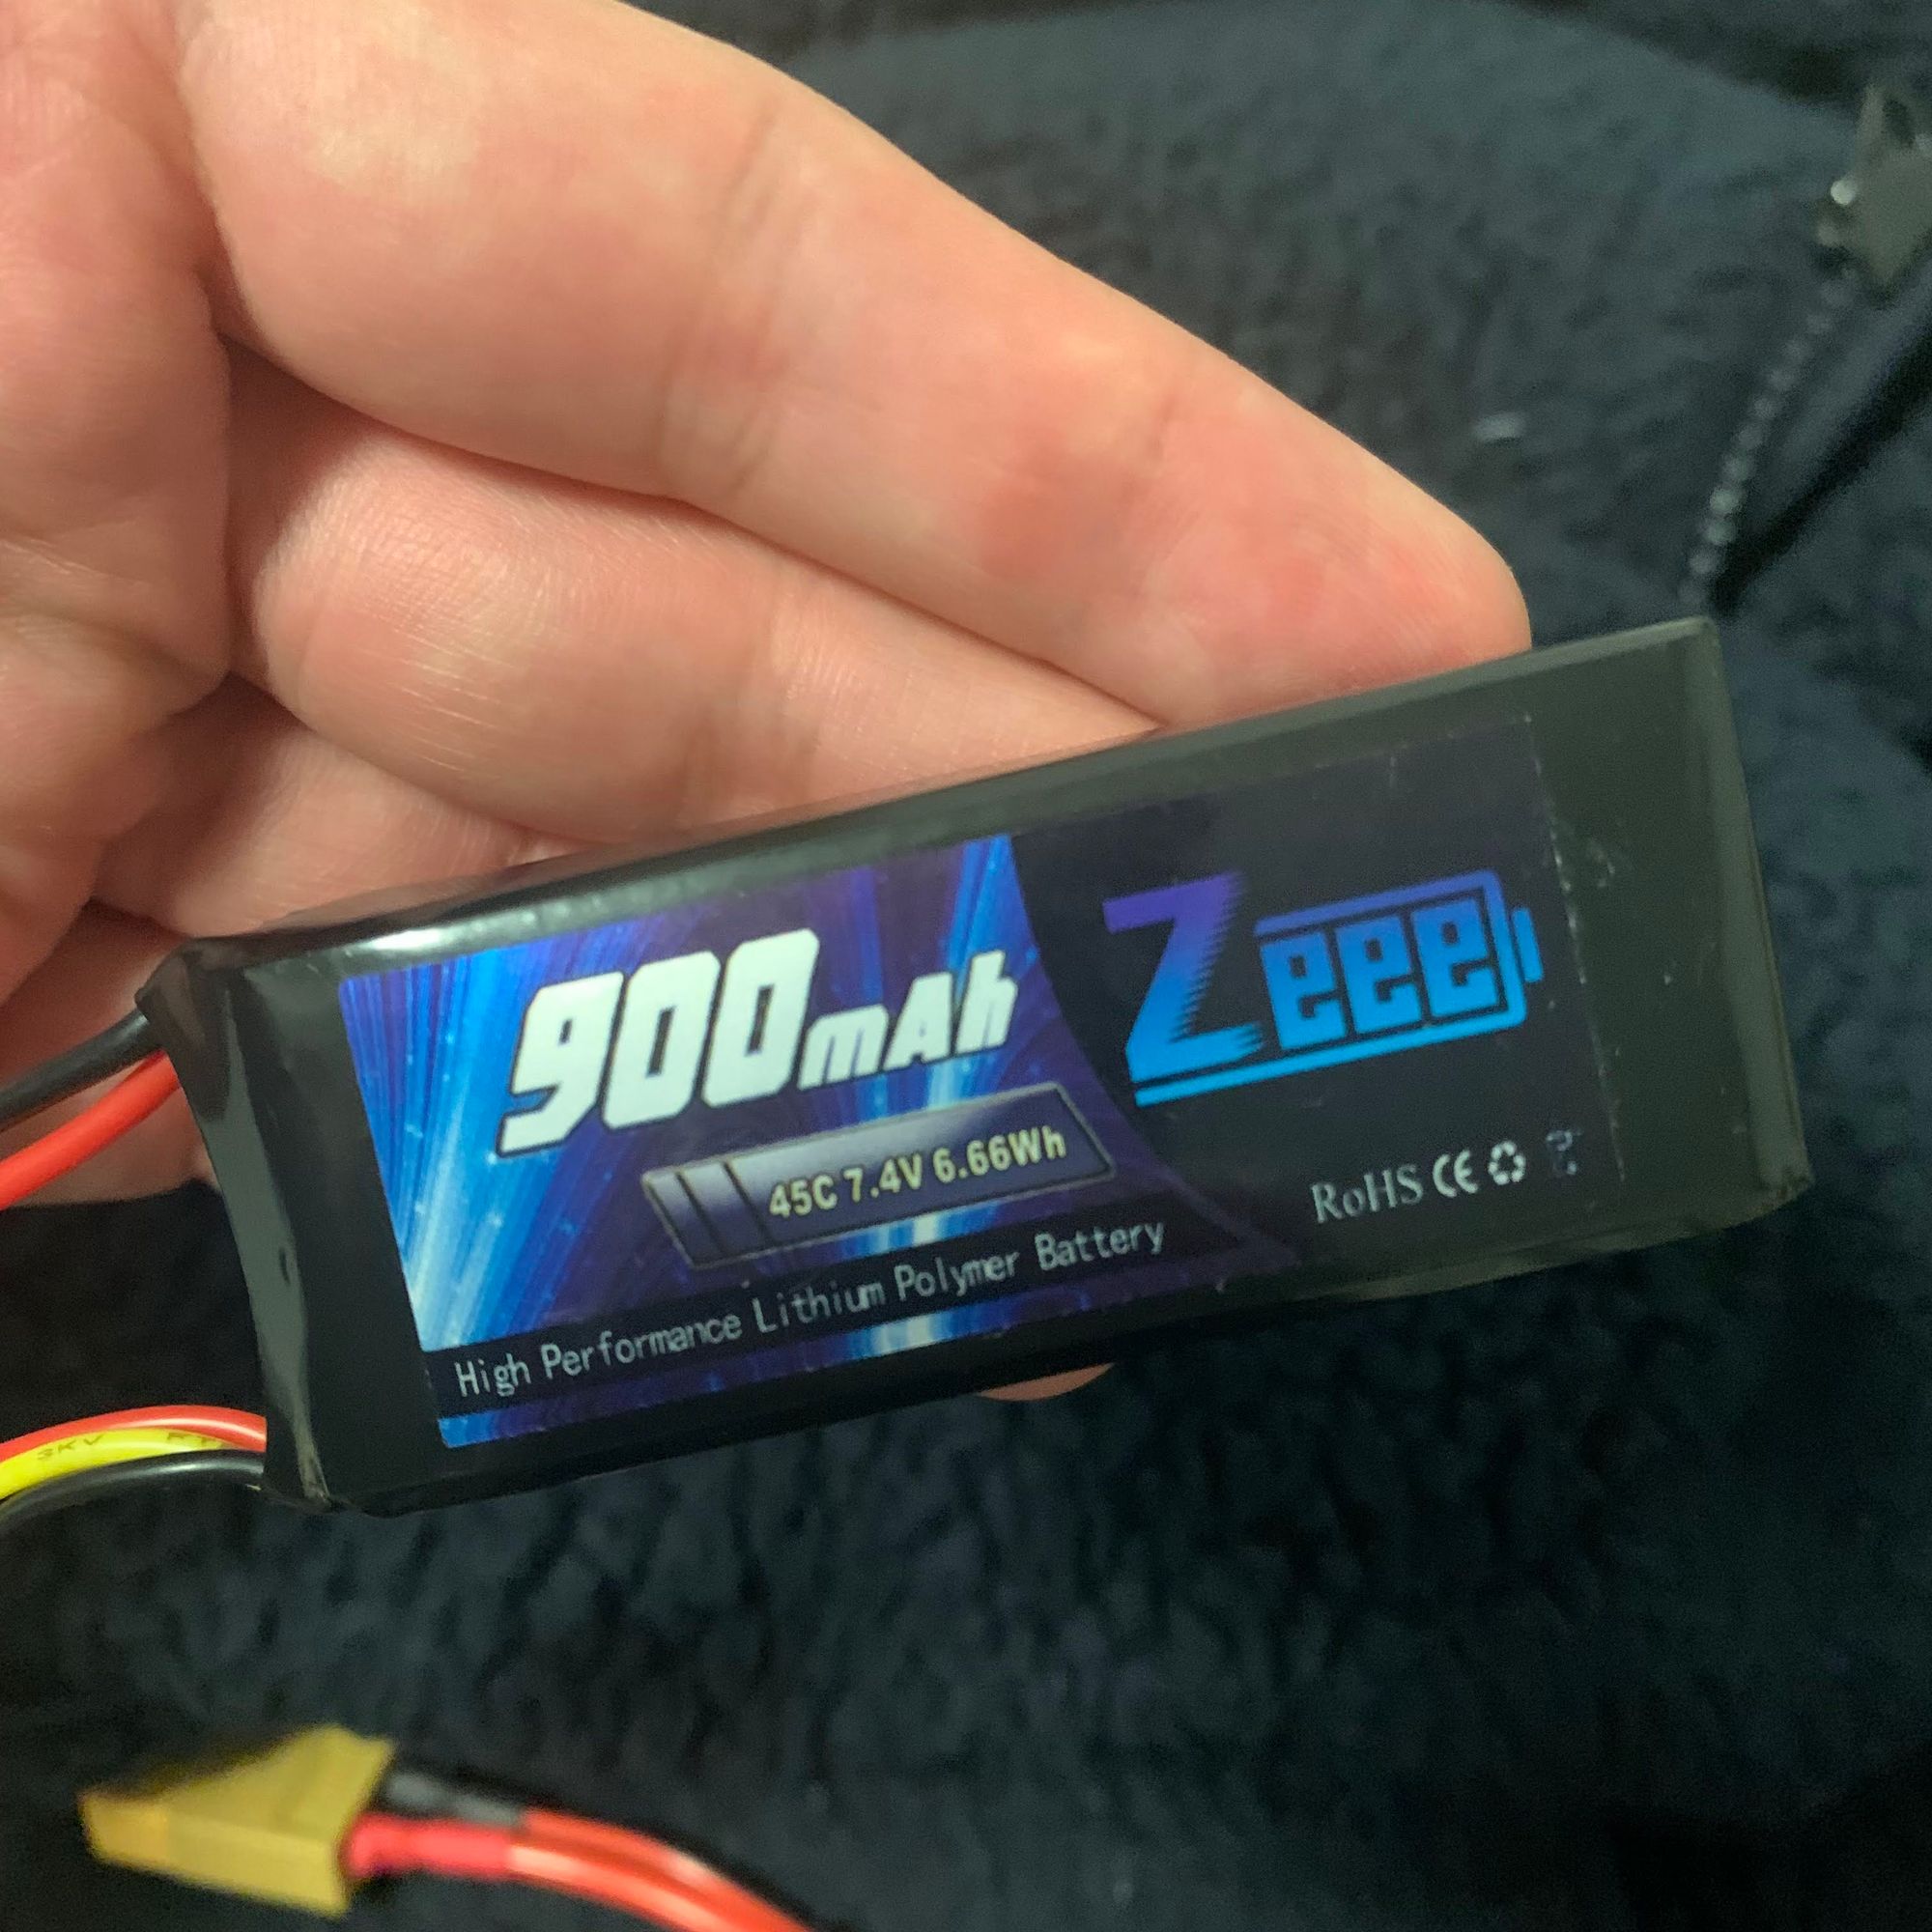 900mAh
Zeee
45C 7.4V 6.66Wh
RoHS CE
High Performance Lithium Polymer Battery